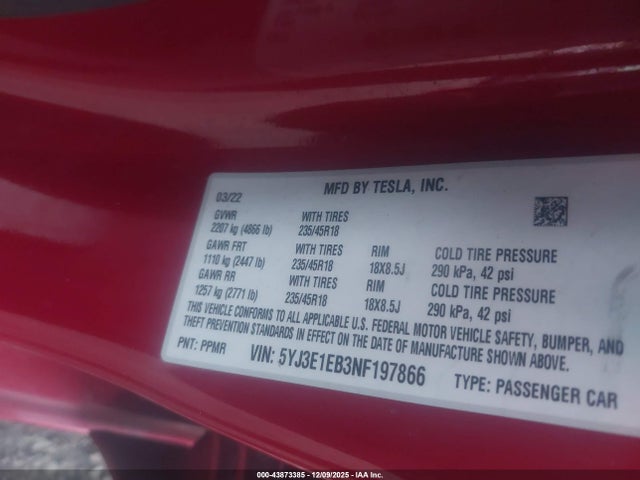 MFD BY TESLA, INC.
03/22
GVWR WITH TIRES
2207 kg (4866 lb) 235/45R18
GAWR FRT WITH TIRES RIM COLD TIRE PRESSURE
1110 kg (2447 lb) 235/45R18 18X8.5J 290 kPa, 42 psi
GAWR RR WITH TIRES RIM COLD TIRE PRESSURE
1257 kg (2771 lb) 235/45R18 18X8.5J 290 kPa, 42 psi
THIS VEHICLE CONFORMS TO ALL APPLICABLE U.S. FEDERAL MOTOR VEHICLE SAFETY, BUMPER, AND
THEFT PREVENTION STANDARDS IN EFFECT ON THE DATE OF MANUFACTURE SHOWN ABOVE.
PNT: PPMR VIN: 5YJ3E1EB3NF197866 TYPE: PASSENGER CAR
000-43873385 - 12/09/2025 - IAA Inc.